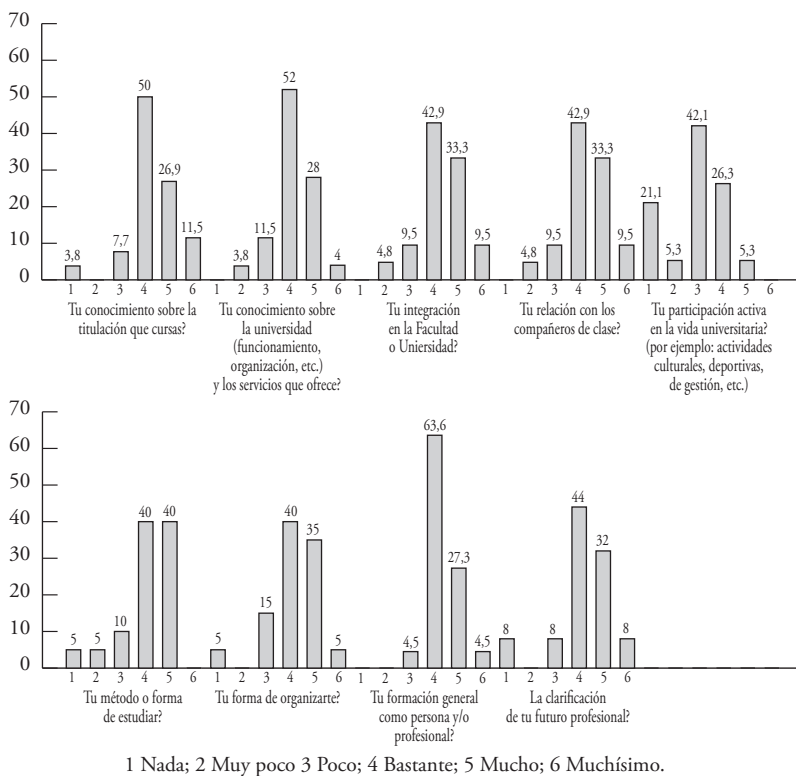 70
60
50
40
30
20
10
0
50
52
42,9
42,9
42,1
3,8
7,7
26,9
11,5
3,8
11,5
28
4
4,8
9,5
33,3
9,5
4,8
9,5
33,3
9,5
21,1
5,3
26,3
5,3
1 2 3 4 5 6 1 2 3 4 5 6 1 2 3 4 5 6 1 2 3 4 5 6 1 2 3 4 5 6
Tu conocimiento sobre la
titulación que cursas?
Tu conocimiento sobre
la universidad
(funcionamiento,
organización, etc.)
y los servicios que ofrece?
Tu integración
en la Facultad
o Uniersidad?
Tu relación con los
compañeros de clase?
Tu participación activa
en la vida universitaria?
(por ejemplo: actividades
culturales, deportivas,
de gestión, etc.)
70
60
50
40
30
20
10
0
5
5
10
40
40
5
15
40
35
5
4,5
63,6
27,3
4,5
8
8
44
32
8
1 2 3 4 5 6 1 2 3 4 5 6 1 2 3 4 5 6 1 2 3 4 5 6
Tu método o forma
de estudiar?
Tu forma de organizarte?
Tu formación general
como persona y/o
profesional?
La clarificación
de tu futuro profesional?
1 Nada; 2 Muy poco 3 Poco; 4 Bastante; 5 Mucho; 6 Muchísimo.